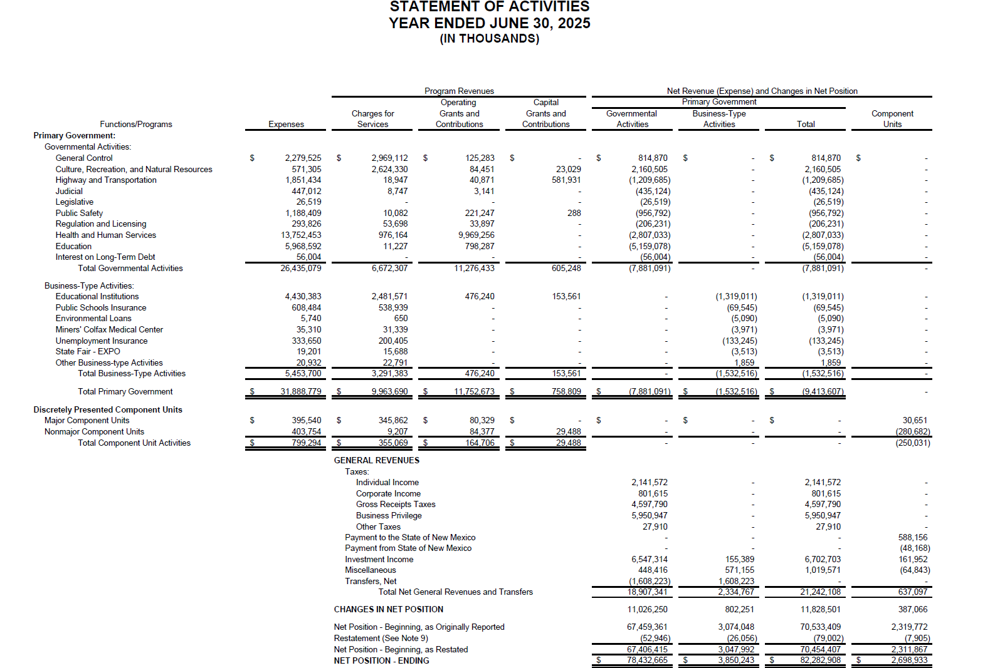 STATEMENT OF ACTIVITIES
YEAR ENDED JUNE 30, 2025
(IN THOUSANDS)
Program Revenues Net Revenue (Expense) and Changes in Net Position
Operating Capital Primary Government
Charges for Grants and Grants and Governmental Business-Type Component
Functions/Programs Expenses Services Contributions Contributions Activities Activities Total Units
Primary Government:
Governmental Activities:
General Control $ 2,279,525 $ 2,969,112 $ 125,283 $ - $ 814,870 $ - $ 814,870 $ -
Culture, Recreation, and Natural Resources 571,305 2,624,330 84,451 23,029 2,160,505 - 2,160,505 -
Highway and Transportation 1,851,434 18,947 40,871 581,931 (1,209,685) - (1,209,685) -
Judicial 447,012 8,747 3,141 - (435,124) - (435,124) -
Legislative 26,519 - - - (26,519) - (26,519) -
Public Safety 1,188,409 10,082 221,247 288 (956,792) - (956,792) -
Regulation and Licensing 293,826 53,698 33,897 - (206,231) - (206,231) -
Health and Human Services 13,752,453 976,164 9,969,256 - (2,807,033) - (2,807,033) -
Education 5,968,592 11,227 798,287 - (5,159,078) - (5,159,078) -
Interest on Long-Term Debt 56,004 - - - (56,004) - (56,004) -
Total Governmental Activities 26,435,079 6,672,307 11,276,433 605,248 (7,881,091) - (7,881,091) -
Business-Type Activities:
Educational Institutions 4,430,383 2,481,571 476,240 153,561 - (1,319,011) (1,319,011) -
Public Schools Insurance 608,484 538,939 - - - (69,545) (69,545) -
Environmental Loans 5,740 650 - - - (5,090) (5,090) -
Miners' Colfax Medical Center 35,310 31,339 - - - (3,971) (3,971) -
Unemployment Insurance 333,650 200,405 - - - (133,245) (133,245) -
State Fair - EXPO 19,201 15,688 - - - (3,513) (3,513) -
Other Business-type Activities 20,932 22,791 - - - 1,859 1,859 -
Total Business-Type Activities 5,453,700 3,291,383 476,240 153,561 - (1,532,516) (1,532,516) -
Total Primary Government $ 31,888,779 $ 9,963,690 $ 11,752,673 $ 758,809 $ (7,881,091) $ (1,532,516) $ (9,413,607) -
Discretely Presented Component Units
Major Component Units $ 395,540 $ 345,862 $ 80,329 $ - $ - $ - $ - 30,651
Nonmajor Component Units 403,754 9,207 84,377 29,488 - - - (280,682)
Total Component Unit Activities $ 799,294 $ 355,069 $ 164,706 $ 29,488 - - - (250,031)
GENERAL REVENUES
Taxes:
Individual Income 2,141,572 - 2,141,572 -
Corporate Income 801,615 - 801,615 -
Gross Receipts Taxes 4,597,790 - 4,597,790 -
Business Privilege 5,950,947 - 5,950,947 -
Other Taxes 27,910 - 27,910 -
Payment to the State of New Mexico - - - 588,156
Payment from State of New Mexico - - - (48,168)
Investment Income 6,547,314 155,389 6,702,703 161,952
Miscellaneous 448,416 571,155 1,019,571 (64,843)
Transfers, Net (1,608,223) 1,608,223 - -
Total Net General Revenues and Transfers 18,907,341 2,334,767 21,242,108 637,097
CHANGES IN NET POSITION 11,026,250 802,251 11,828,501 387,066
Net Position - Beginning, as Originally Reported 67,459,361 3,074,048 70,533,409 2,319,772
Restatement (See Note 9) (52,946) (26,056) (79,002) (7,905)
Net Position - Beginning, as Restated 67,406,415 3,047,992 70,454,407 2,311,867
NET POSITION - ENDING $ 78,432,665 $ 3,850,243 $ 82,282,908 $ 2,698,933